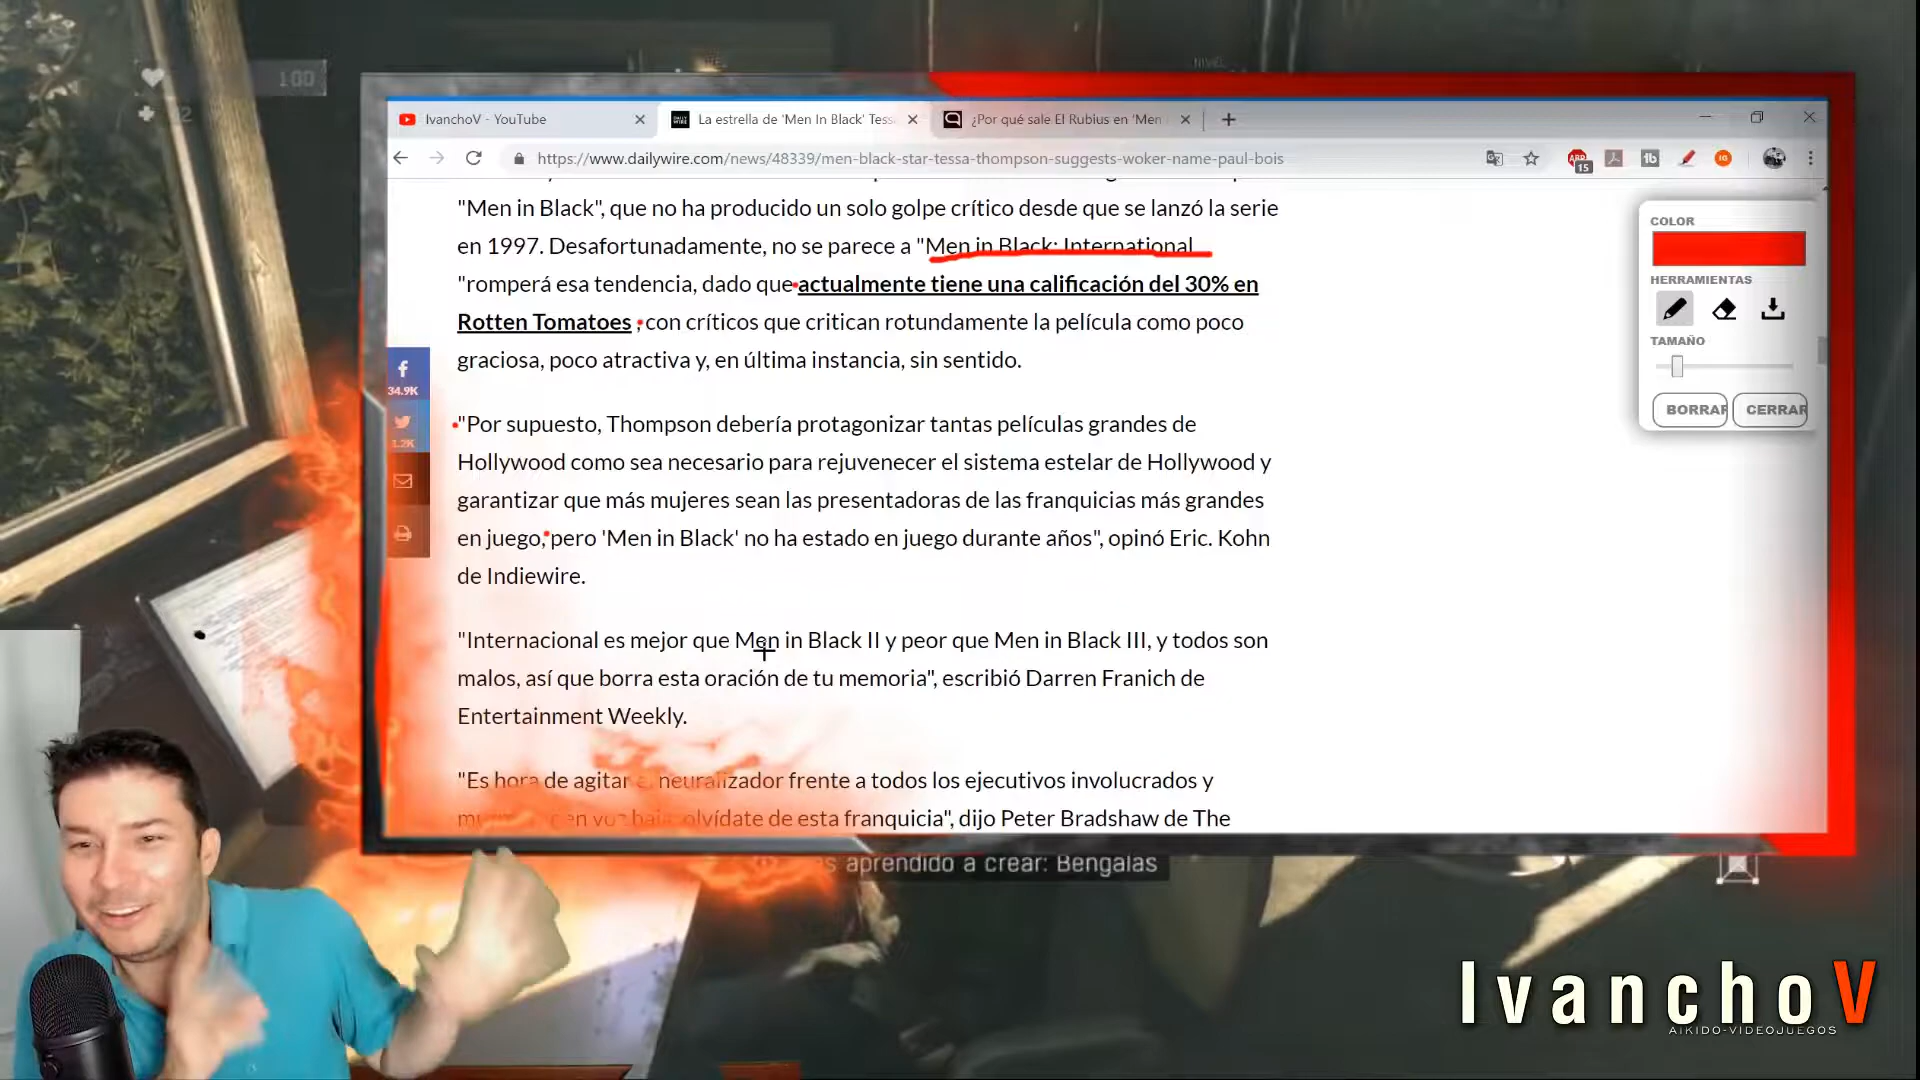 100
NIVEL
IvanchoV - YouTube
La estrella de 'Men In Black' Tess
¿Por qué sale El Rubius en 'Men
https://www.dailywire.com/news/48339/men-black-star-tessa-thompson-suggests-woker-name-paul-bois
15
"Men in Black", que no ha producido un solo golpe crítico desde que se lanzó la serie
en 1997. Desafortunadamente, no se parece a "Men in Black: International
"romperá esa tendencia, dado que actualmente tiene una calificación del 30% en
Rotten Tomatoes , con críticos que critican rotundamente la película como poco
graciosa, poco atractiva y, en última instancia, sin sentido.
34.9K
1.2K
"Por supuesto, Thompson debería protagonizar tantas películas grandes de
Hollywood como sea necesario para rejuvenecer el sistema estelar de Hollywood y
garantizar que más mujeres sean las presentadoras de las franquicias más grandes
en juego, pero 'Men in Black' no ha estado en juego durante años", opinó Eric. Kohn
de Indiewire.
"Internacional es mejor que Men in Black II y peor que Men in Black III, y todos son
malos, así que borra esta oración de tu memoria", escribió Darren Franich de
Entertainment Weekly.
"Es hora de agitar el neuralizador frente a todos los ejecutivos involucrados y
en voz baja: olvídate de esta franquicia", dijo Peter Bradshaw de The
COLOR
HERRAMIENTAS
TAMAÑO
BORRAR
CERRAR
aprendido a crear: Bengalas
IvanchoV
AIKIDO-VIDEOJUEGOS